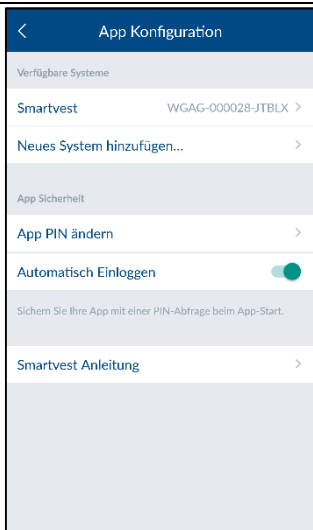 App Konfiguration
Verfügbare Systeme
Smartvest WGAG-000028-JTBLX
Neues System hinzufügen...
App Sicherheit
App PIN ändern
Automatisch Einloggen
Sichern Sie Ihre App mit einer PIN-Abfrage beim App-Start.
Smartvest Anleitung